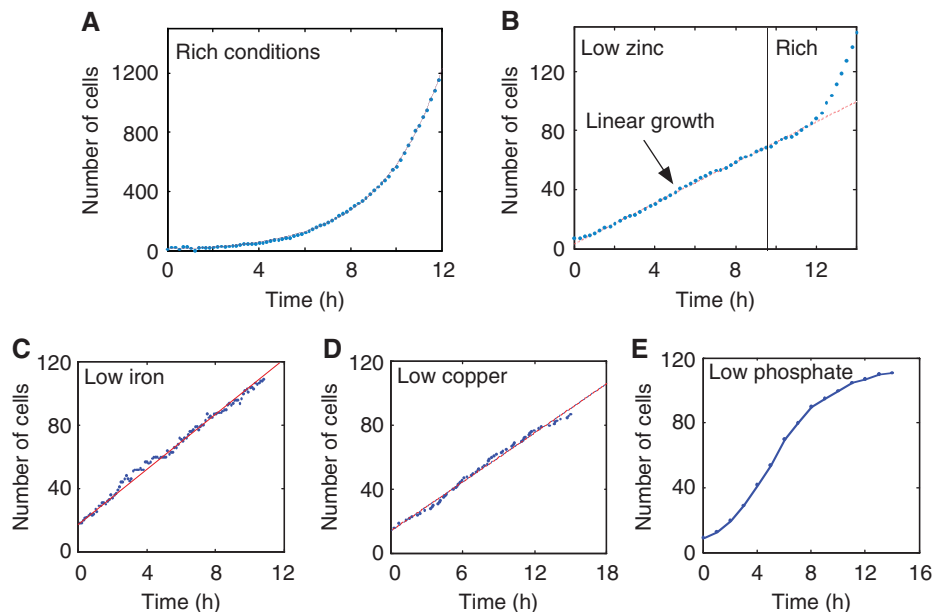 A
Rich conditions
Number of cells
1200
800
400
0
0 4 8 12
Time (h)
B
Low zinc Rich
Linear growth
Number of cells
120
80
40
0
0 4 8 12
Time (h)
C
Low iron
Number of cells
120
80
40
0
0 4 8 12
Time (h)
D
Low copper
Number of cells
120
80
40
0
0 6 12 18
Time (h)
E
Low phosphate
Number of cells
120
80
40
0
0 4 8 12 16
Time (h)